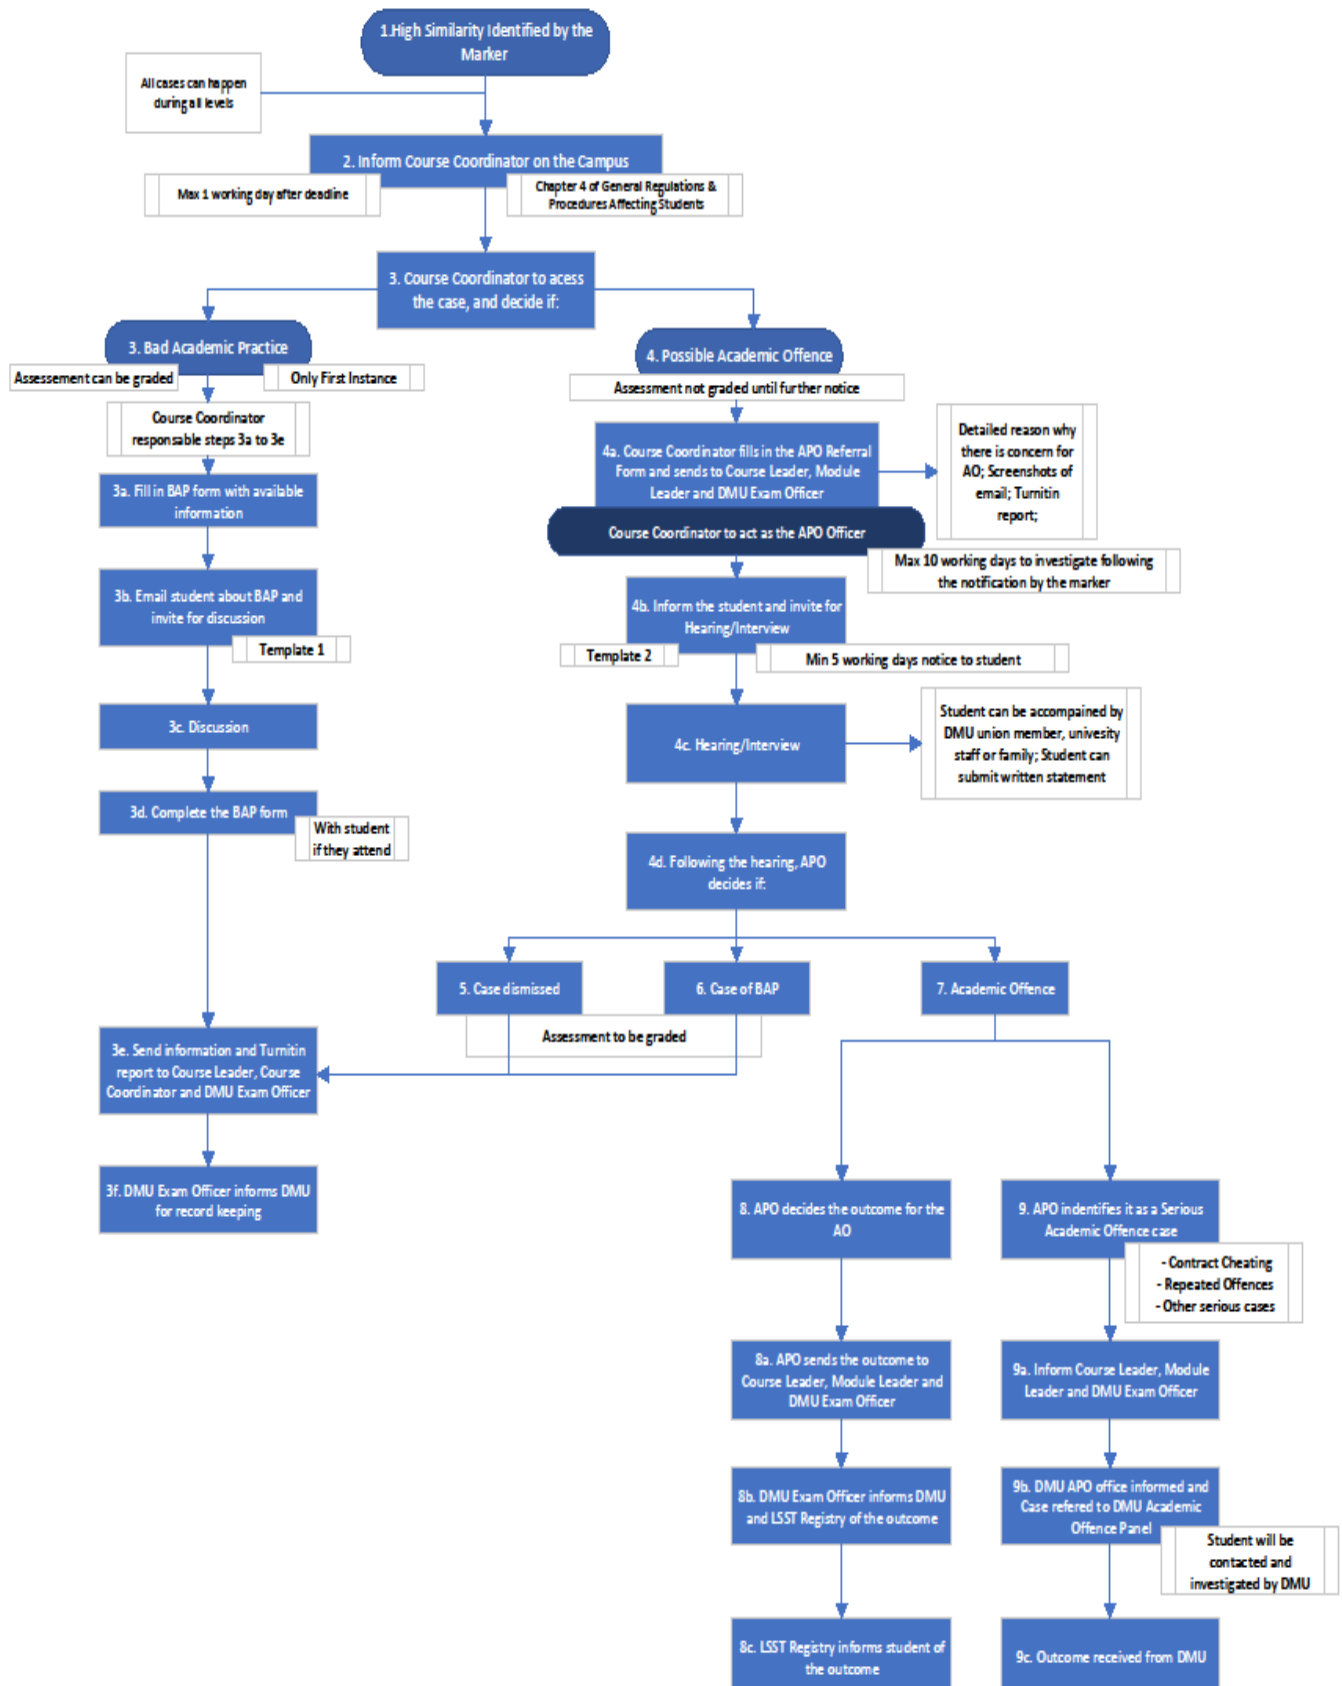 1.High Similarity Identified by the
Marker
All cases can happen
during all levels
2. Inform Course Coordinator on the Campus
Max 1 working day after deadline
Chapter 4 of General Regulations &
Procedures Affecting Students
3. Course Coordinator to acess
the case, and decide if:
3. Bad Academic Practice
Assessement can be graded
Only First Instance
Course Coordinator
responsable steps 3a to 3e
3a. Fill in BAP form with available
information
3b. Email student about BAP and
invite for discussion
Template 1
3c. Discussion
3d. Complete the BAP form
With student
if they attend
3e. Send information and Turnitin
report to Course Leader, Course
Coordinator and DMU Exam Officer
3f. DMU Exam Officer informs DMU
for record keeping
4. Possible Academic Offence
Assessment not graded until further notice
4a. Course Coordinator fills in the APO Referral
Form and sends to Course Leader, Module
Leader and DMU Exam Officer
Detailed reason why
there is concern for
AO; Screenshots of
email; Turnitin
report;
Course Coordinator to act as the APO Officer
Max 10 working days to investigate following
the notification by the marker
4b. Inform the student and invite for
Hearing/Interview
Template 2
Min 5 working days notice to student
4c. Hearing/Interview
Student can be accompained by
DMU union member, univesity
staff or family; Student can
submit written statement
4d. Following the hearing, APO
decides if:
5. Case dismissed
6. Case of BAP
7. Academic Offence
Assessment to be graded
8. APO decides the outcome for the
AO
8a. APO sends the outcome to
Course Leader, Module Leader and
DMU Exam Officer
8b. DMU Exam Officer informs DMU
and LSST Registry of the outcome
8c. LSST Registry informs student of
the outcome
9. APO indentifies it as a Serious
Academic Offence case
- Contract Cheating
- Repeated Offences
- Other serious cases
9a. Inform Course Leader, Module
Leader and DMU Exam Officer
9b. DMU APO office informed and
Case refered to DMU Academic
Offence Panel
Student will be
contacted and
investigated by DMU
9c. Outcome received from DMU